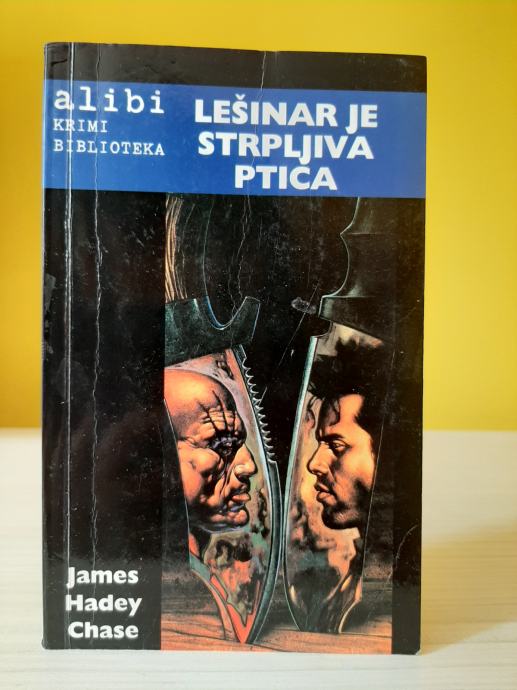 alibi
KRIMI
BIBLIOTEKA
LEŠINAR JE
STRPLJIVA
PTICA
James
Hadey
Chase